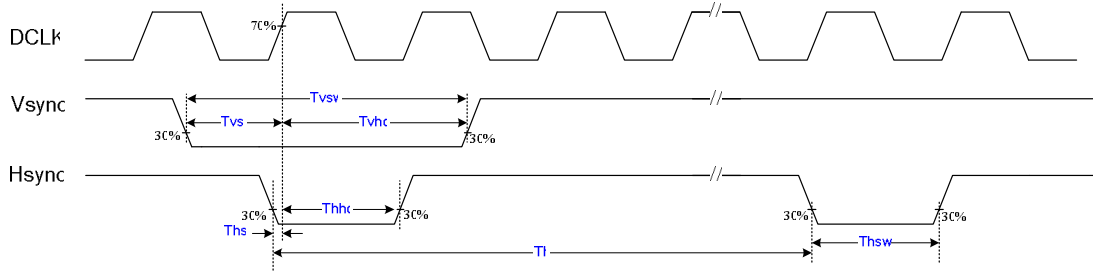 DCLK
70%
//
Vsync
Tvsw
//
30%
Tvs
Tvhd
30%
Hsync
//
30%
Thhd
30%
30%
30%
Ths
Thsw
Th